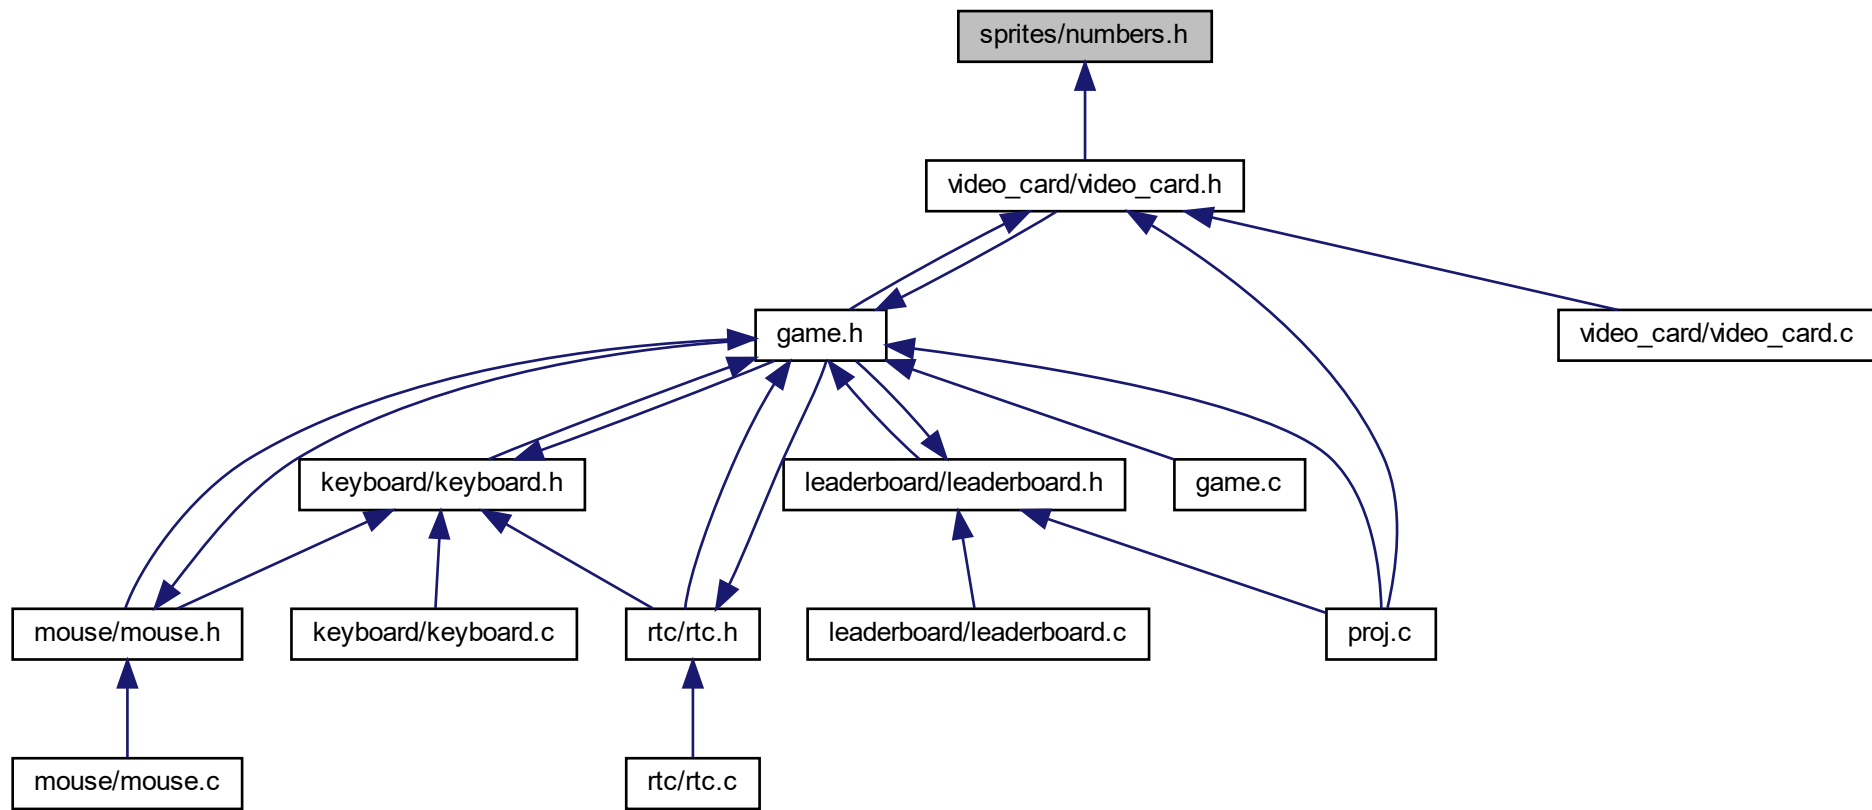 sprites/numbers.h
video_card/video_card.h
game.h
video_card/video_card.c
keyboard/keyboard.h
leaderboard/leaderboard.h
game.c
mouse/mouse.h
keyboard/keyboard.c
rtc/rtc.h
leaderboard/leaderboard.c
proj.c
mouse/mouse.c
rtc/rtc.c